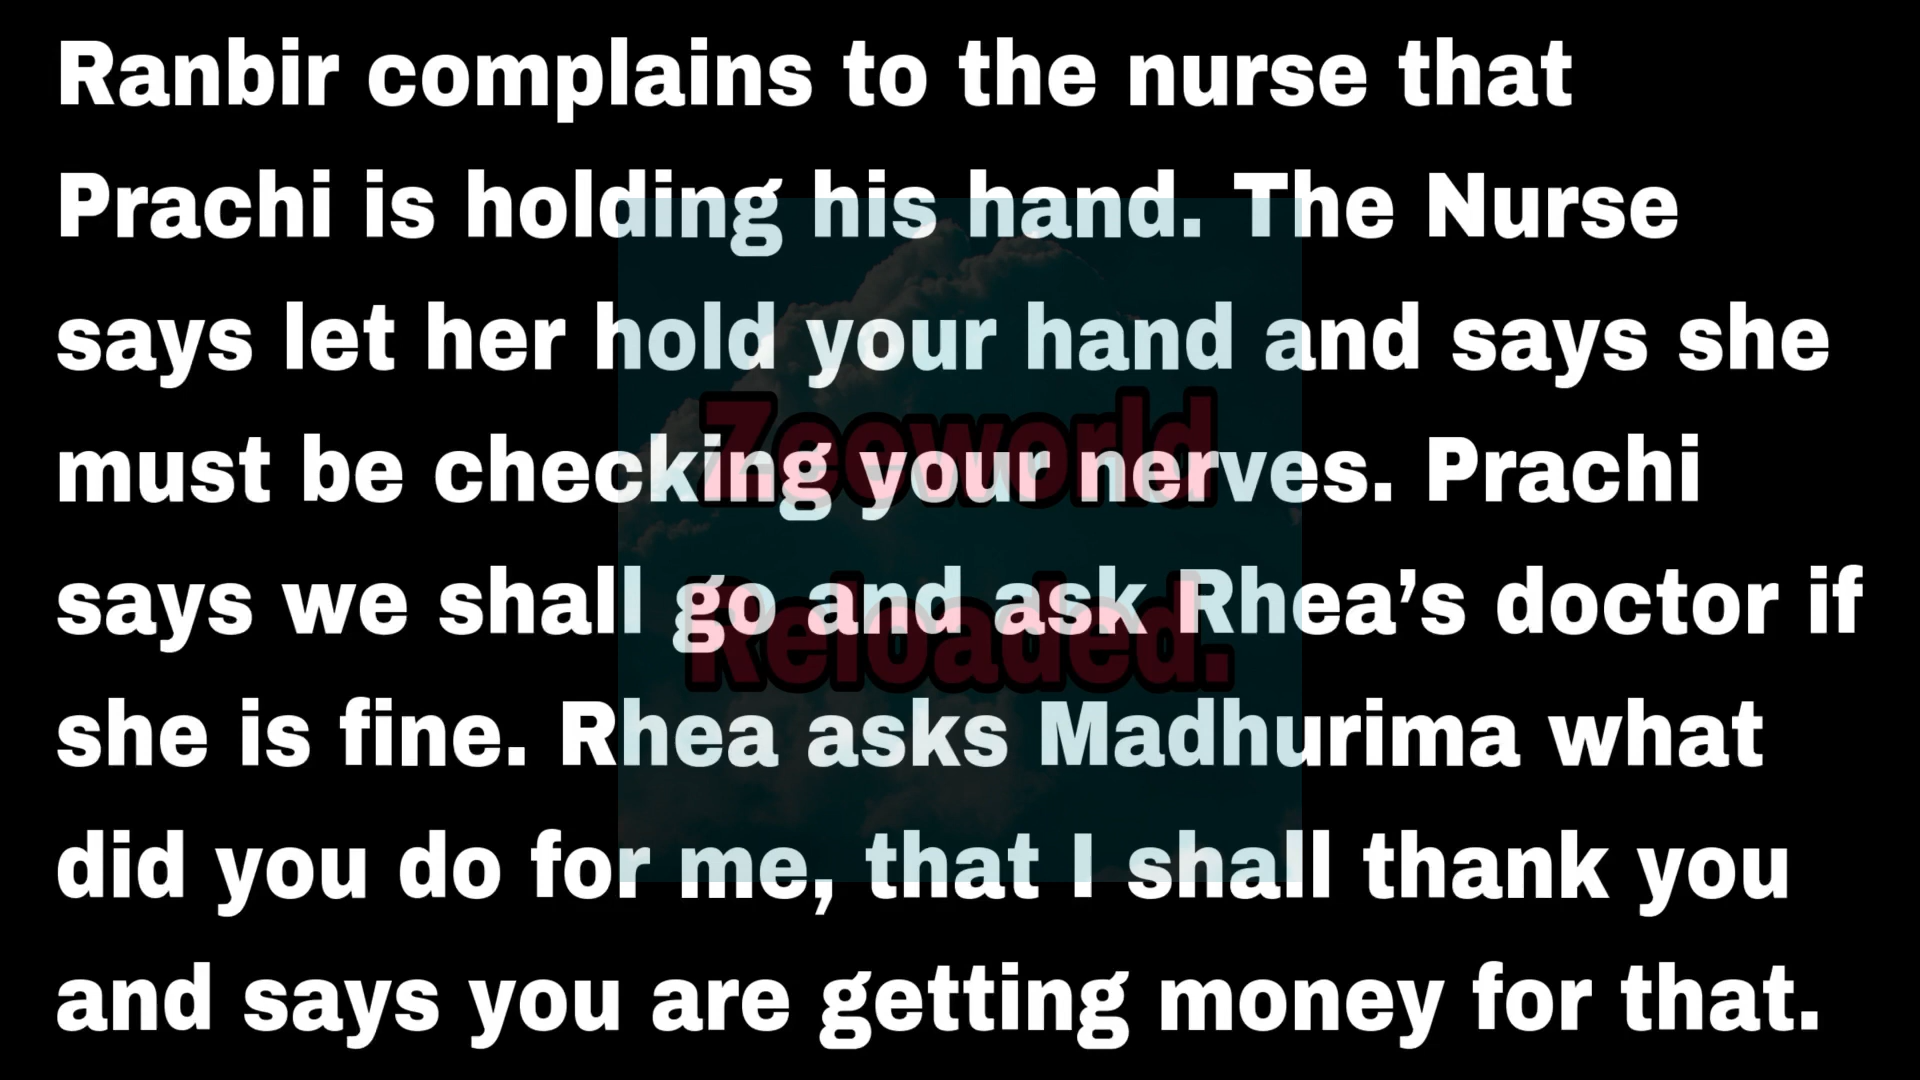 Ranbir complains to the nurse that
Prachi is holding his hand. The Nurse
says let her hold your hand and says she
must be checking your nerves. Prachi
says we shall go and ask Rhea’s doctor if
she is fine. Rhea asks Madhurima what
did you do for me, that I shall thank you
and says you are getting money for that.
Zeeworld
Reloaded.